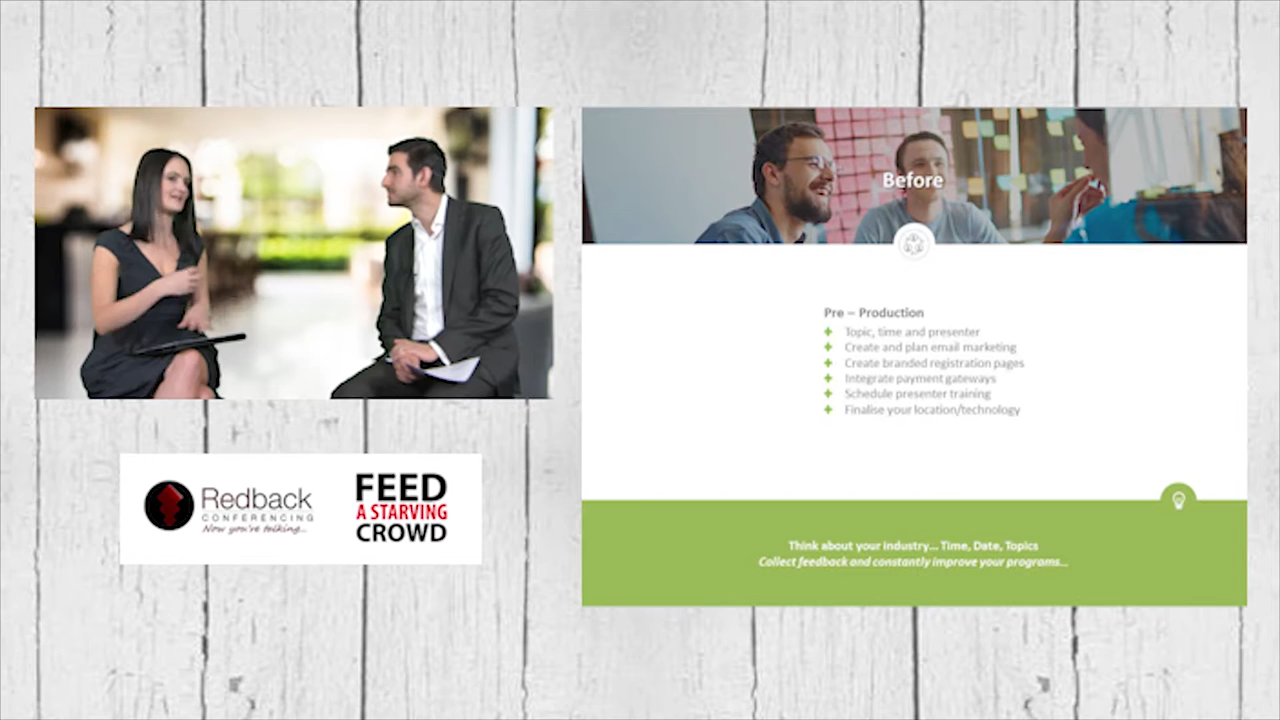 Before
Pre – Production
Topic, time and presenter
Create and plan email marketing
Create branded registration pages
Integrate payment gateways
Schedule presenter training
Finalise your location/technology
Think about your industry... Time, Date, Topics
Collect feedback and constantly improve your programs...
Redback
CONFERENCING
Now you're talking...
FEED
A STARVING
CROWD